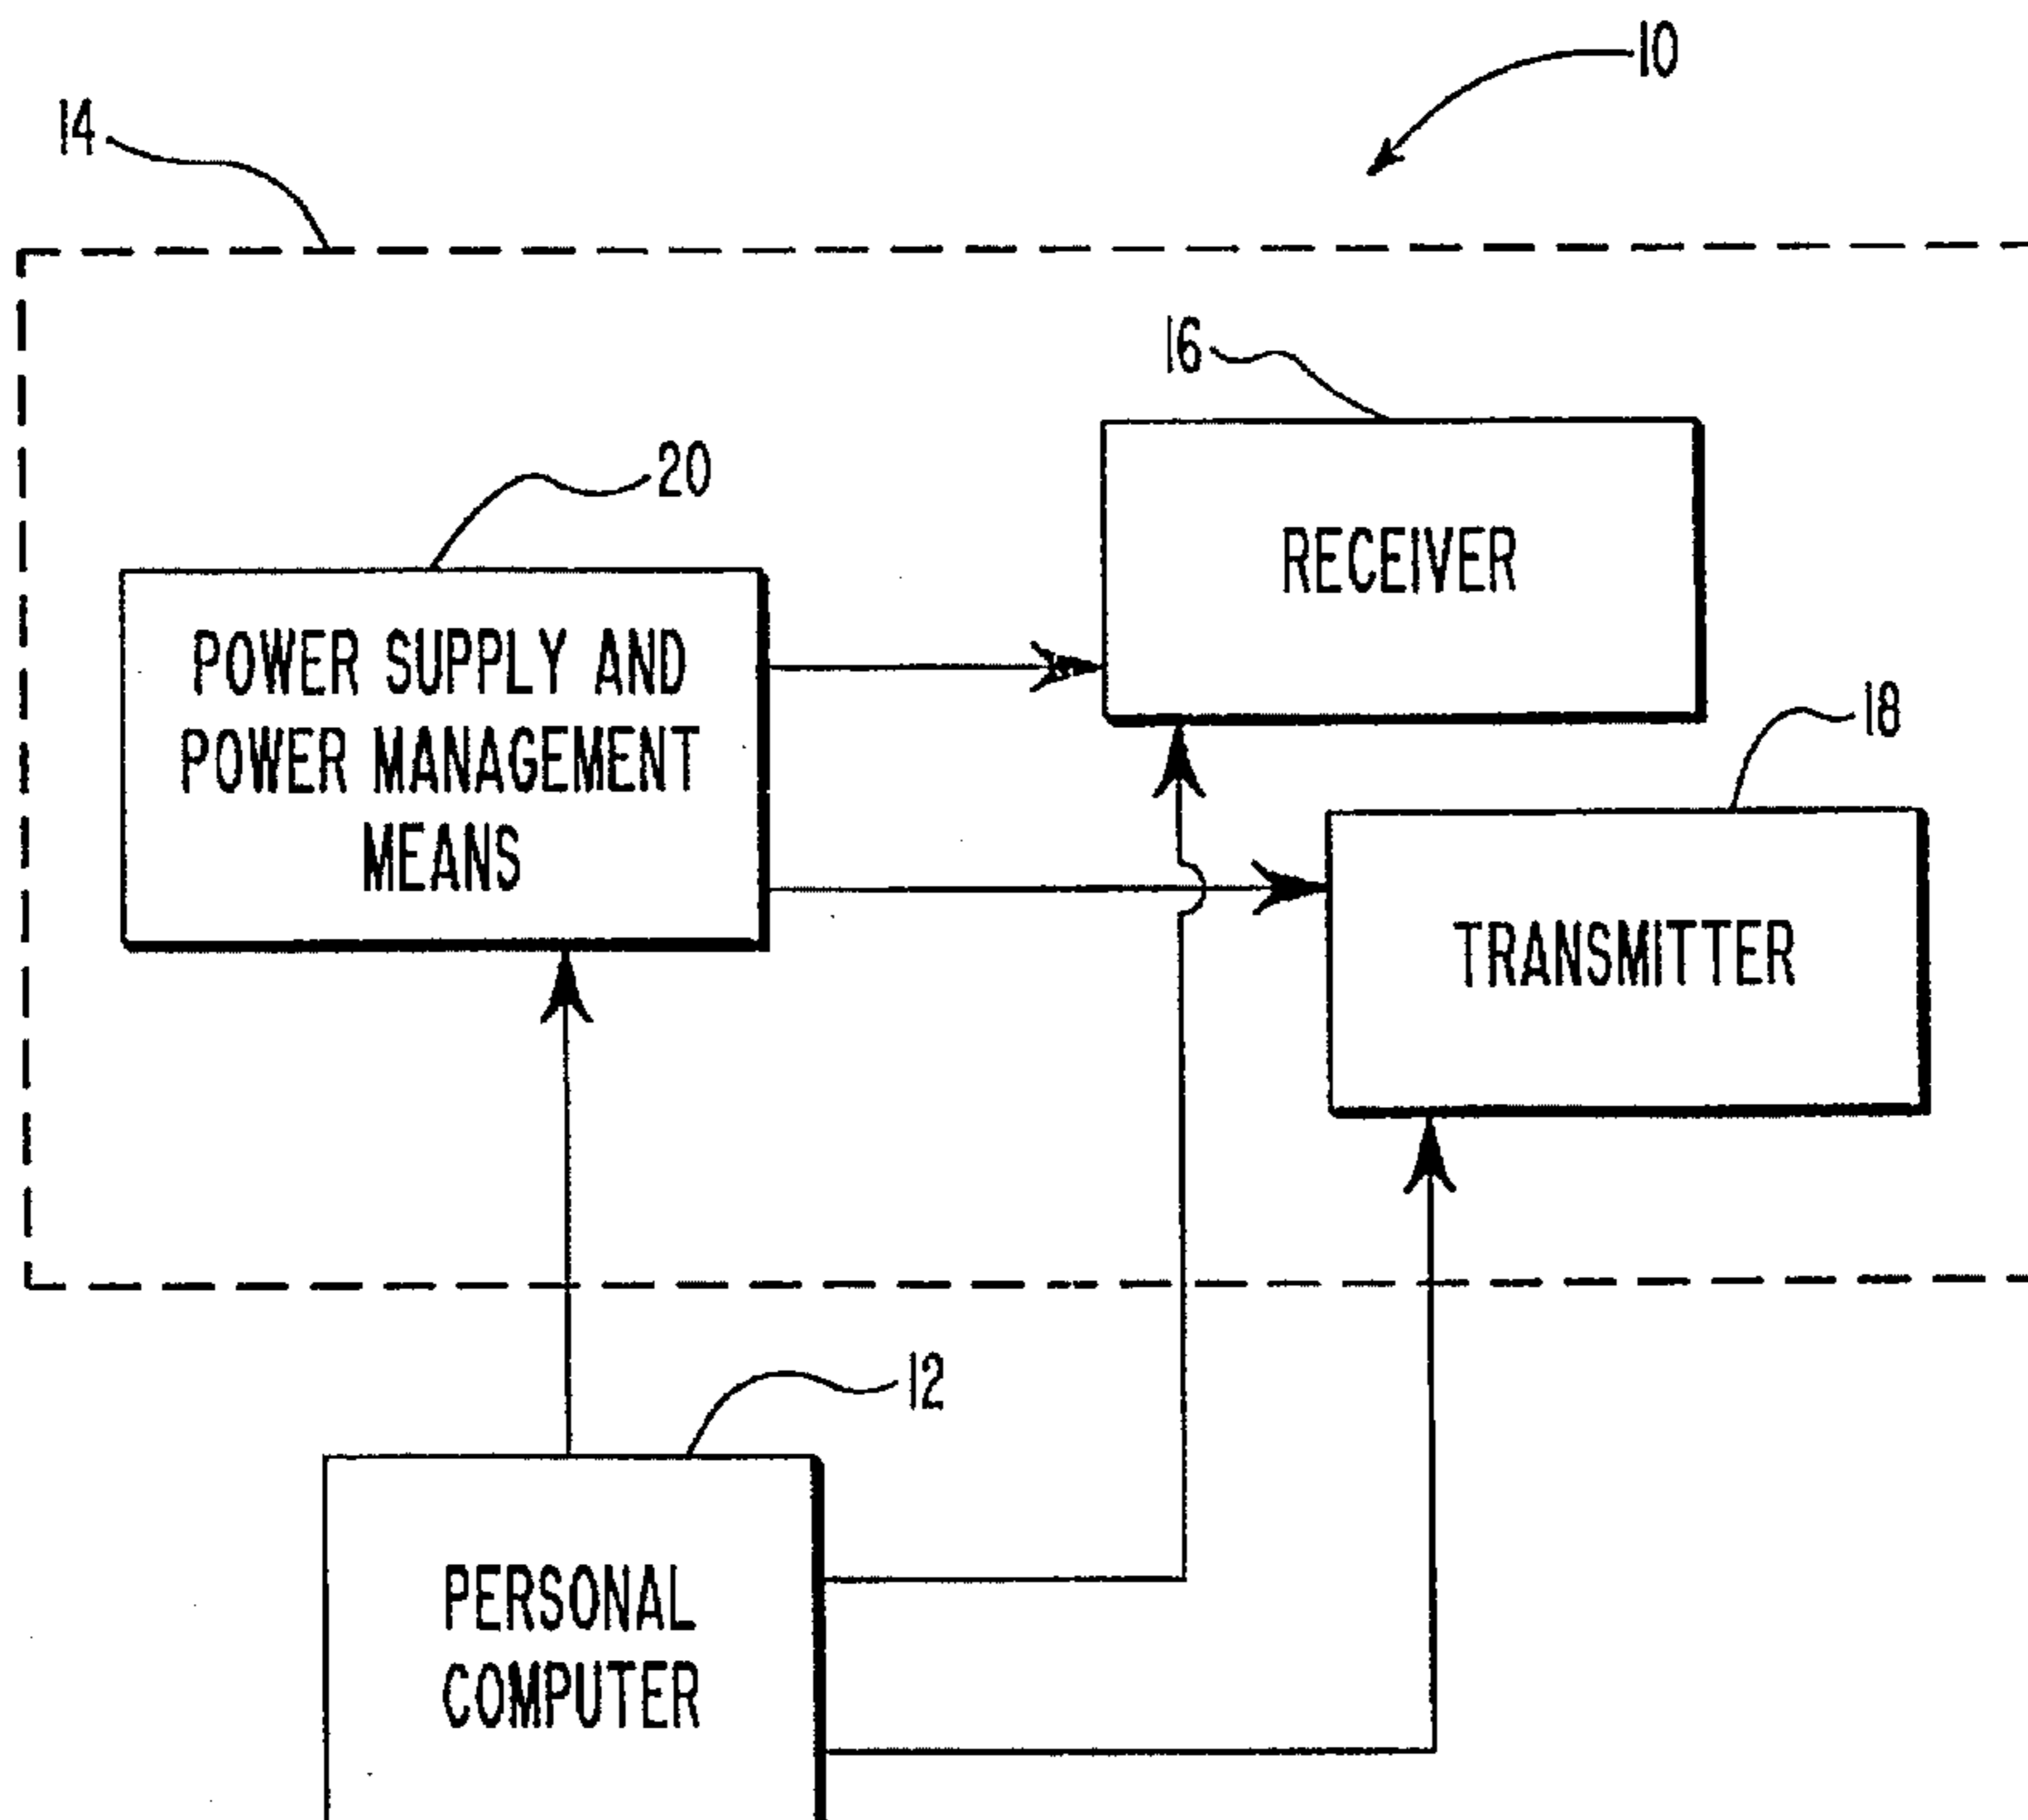 10
14
16
20
RECEIVER
POWER SUPPLY AND
POWER MANAGEMENT
MEANS
18
TRANSMITTER
12
PERSONAL
COMPUTER